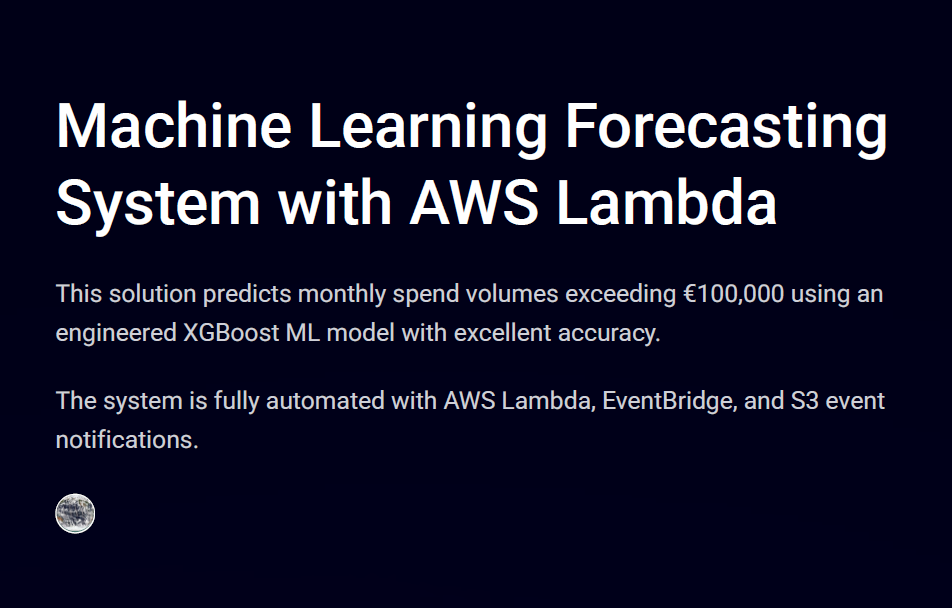 Machine Learning Forecasting
System with AWS Lambda
This solution predicts monthly spend volumes exceeding €100,000 using an
engineered XGBoost ML model with excellent accuracy.
The system is fully automated with AWS Lambda, EventBridge, and S3 event
notifications.